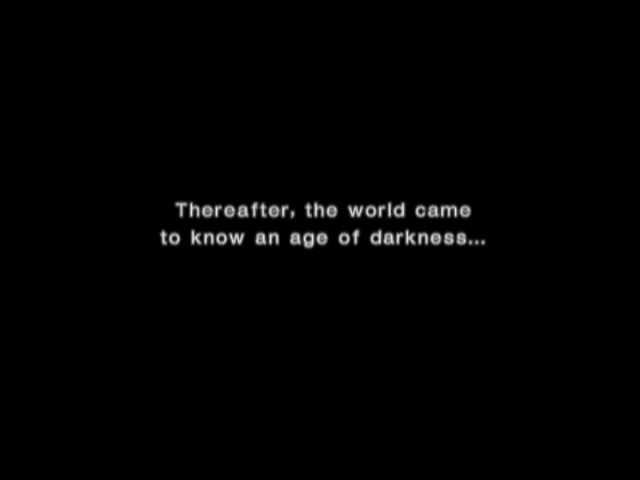 Thereafter, the world came
to know an age of darkness...